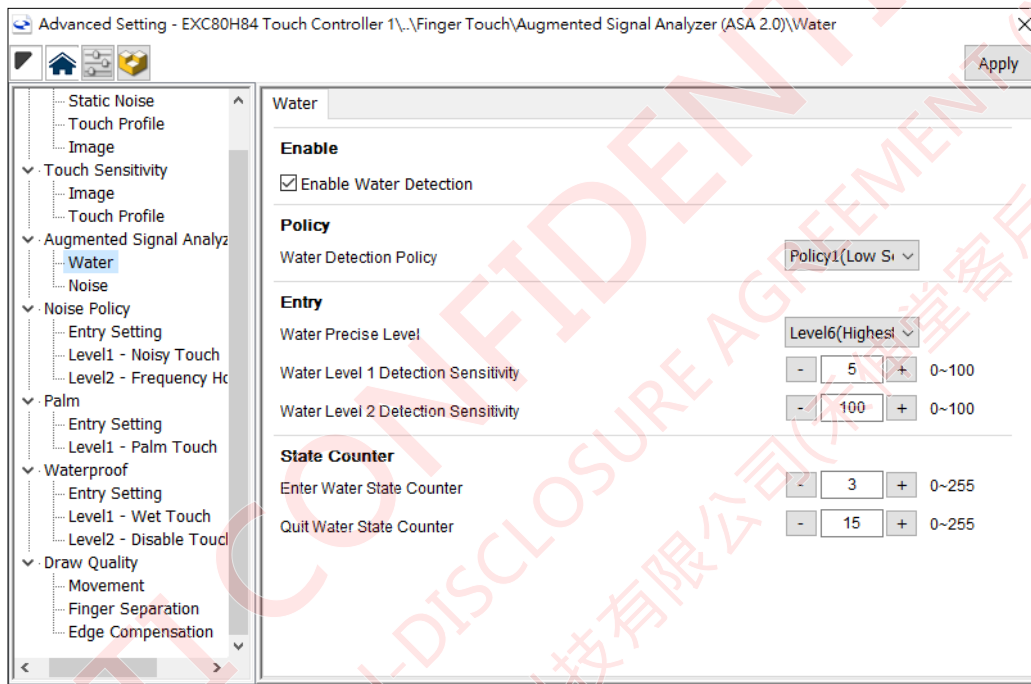 Advanced Setting - EXC80H84 Touch Controller 1\..\Finger Touch\Augmented Signal Analyzer (ASA 2.0)\Water
Apply
Static Noise
Touch Profile
Image
Touch Sensitivity
Image
Touch Profile
Augmented Signal Analyz
Water
Noise
Noise Policy
Entry Setting
Level1 - Noisy Touch
Level2 - Frequency Ho
Palm
Entry Setting
Level1 - Palm Touch
Waterproof
Entry Setting
Level1 - Wet Touch
Level2 - Disable Touc
Draw Quality
Movement
Finger Separation
Edge Compensation
Water
Enable
Enable Water Detection
Policy
Water Detection Policy Policy1(Low Se
Entry
Water Precise Level Level6(Highest
Water Level 1 Detection Sensitivity - 5 + 0~100
Water Level 2 Detection Sensitivity - 100 + 0~100
State Counter
Enter Water State Counter - 3 + 0~255
Quit Water State Counter - 15 + 0~255
TI CONFIDENTI
-DISCLOSURE AGREEMENT (